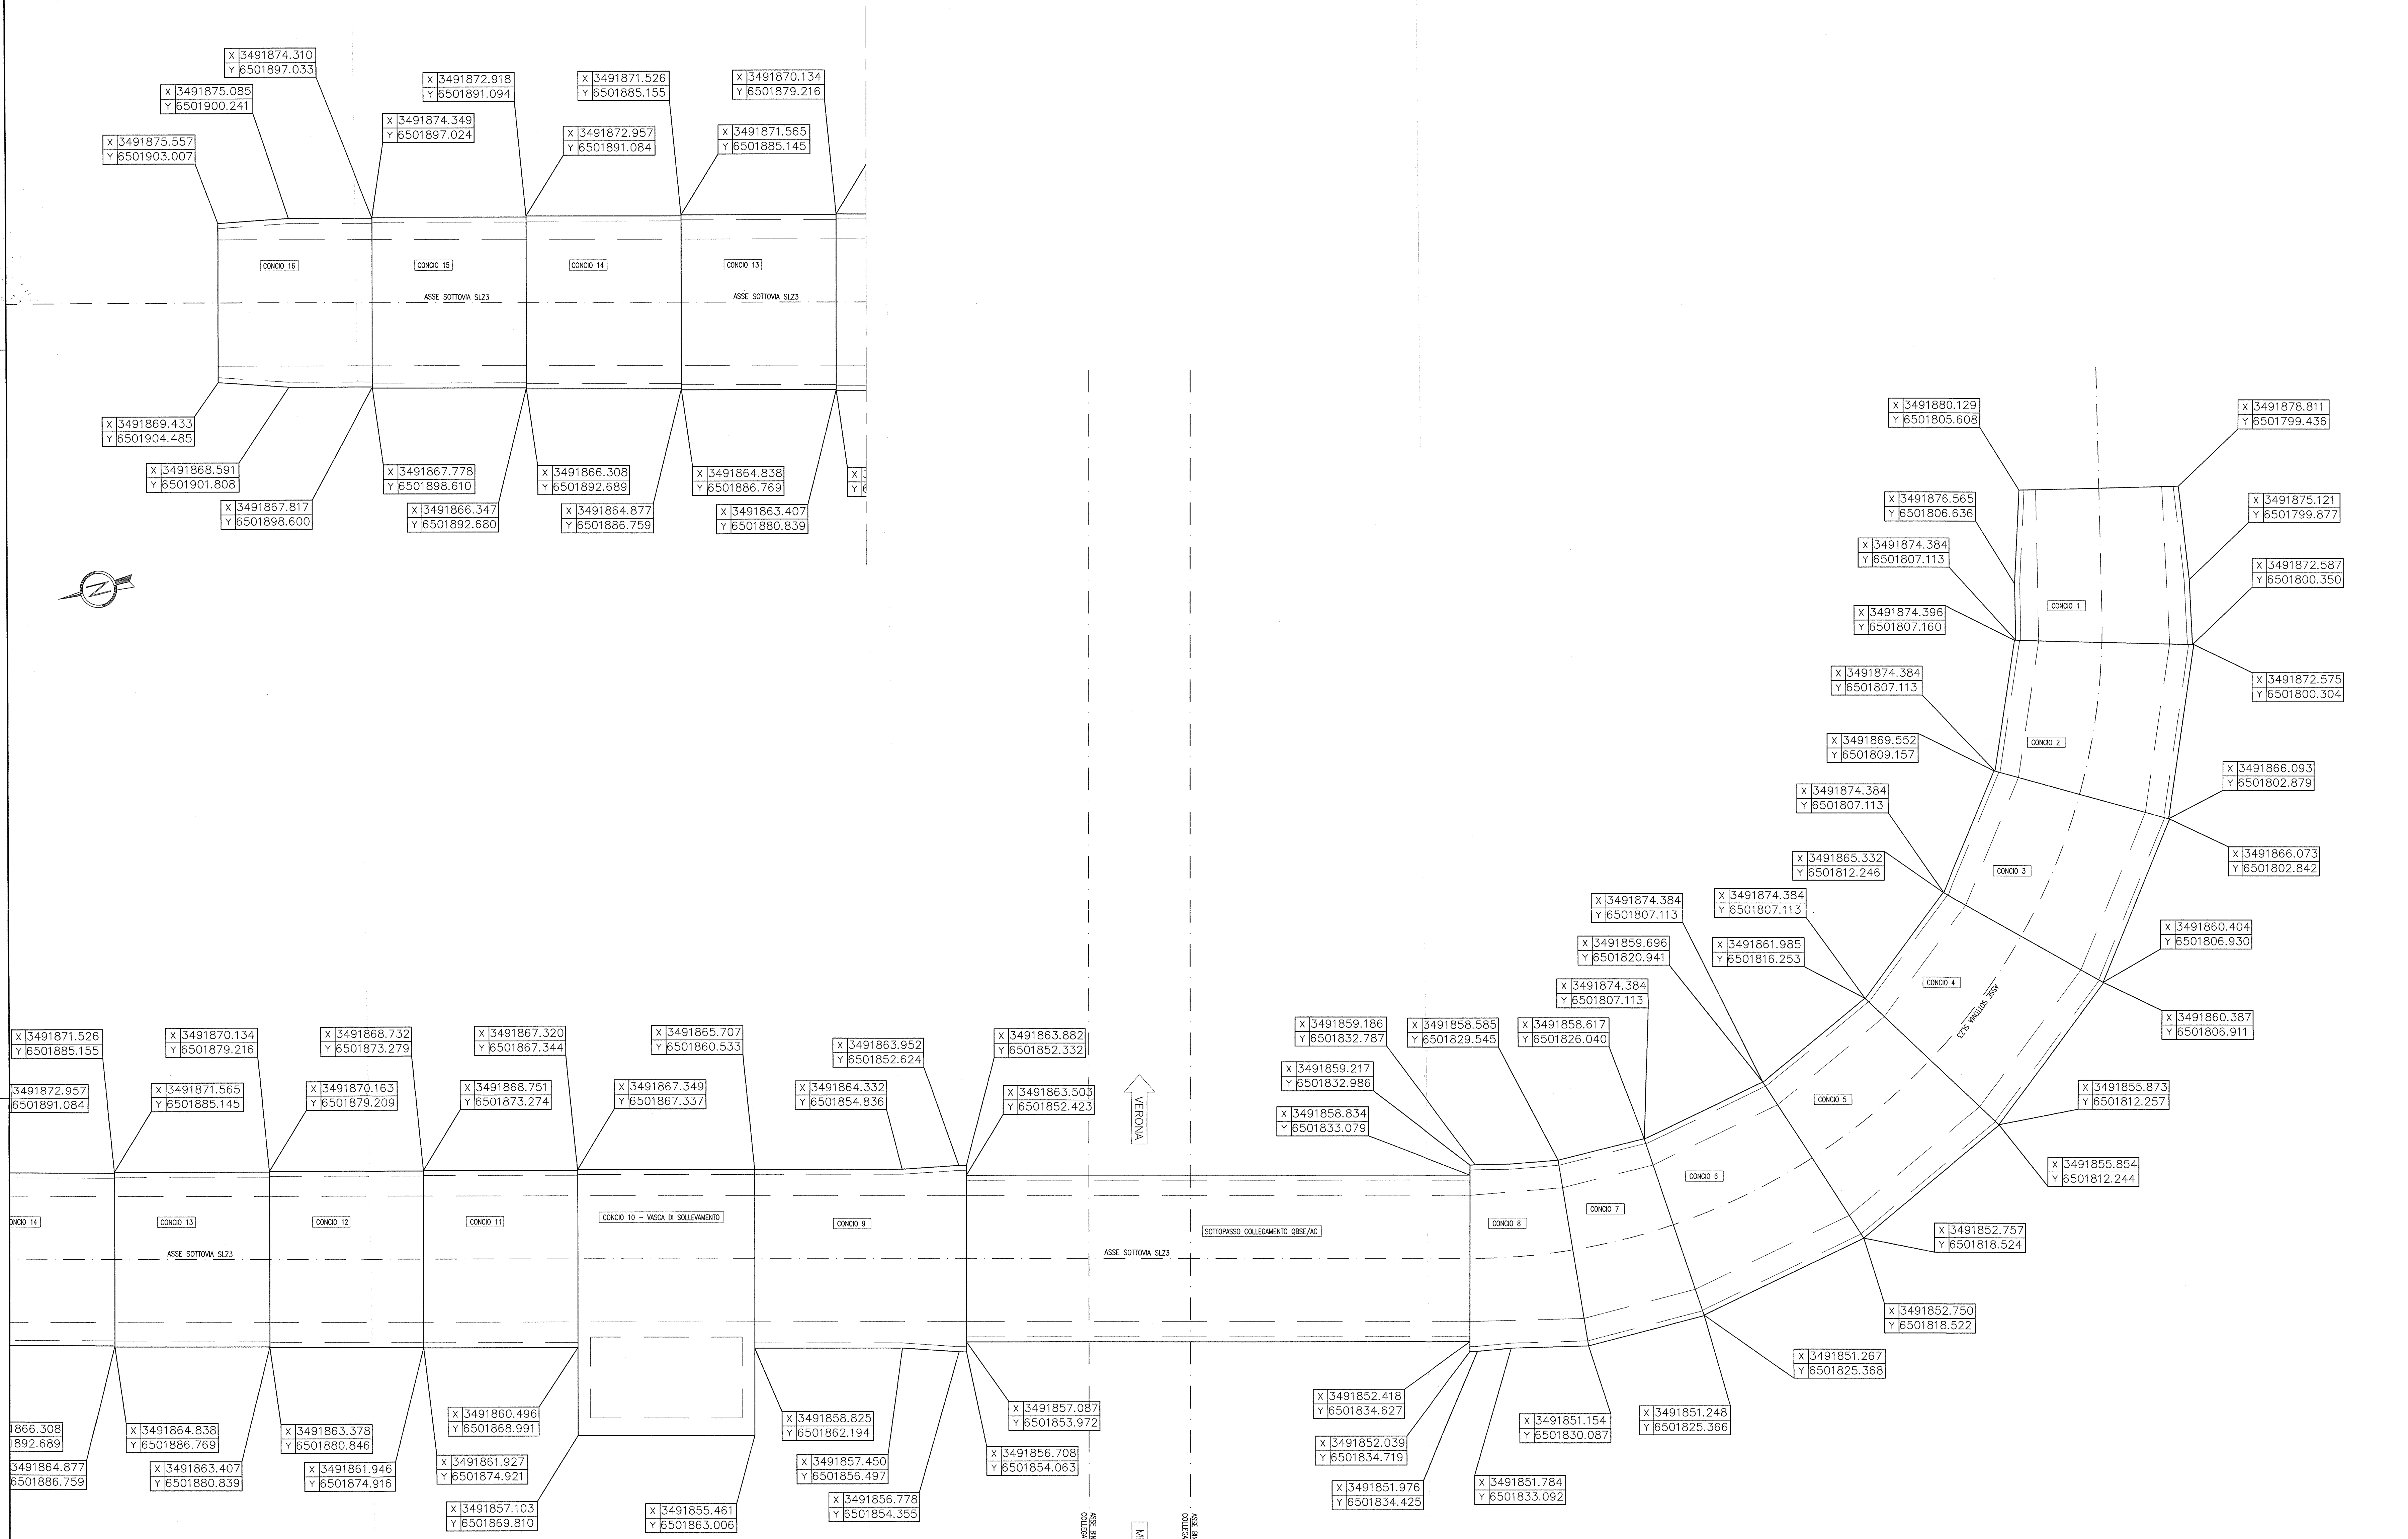 X 3491874.310
Y 6501897.033
X 3491875.085
Y 6501900.241
X 3491875.557
Y 6501903.007
X 3491872.918
Y 6501891.094
X 3491874.349
Y 6501897.024
X 3491871.526
Y 6501885.155
X 3491872.957
Y 6501891.084
X 3491870.134
Y 6501879.216
X 3491871.565
Y 6501885.145
CONCIO 16
CONCIO 15
CONCIO 14
CONCIO 13
ASSE SOTTOVIA SLZ3
ASSE SOTTOVIA SLZ3
X 3491869.433
Y 6501904.485
X 3491868.591
Y 6501901.808
X 3491867.817
Y 6501898.600
X 3491867.778
Y 6501898.610
X 3491866.347
Y 6501892.680
X 3491866.308
Y 6501892.689
X 3491864.877
Y 6501886.759
X 3491864.838
Y 6501886.769
X 3491863.407
Y 6501880.839
X
Y
N
X 3491880.129
Y 6501805.608
X 3491878.811
Y 6501799.436
X 3491876.565
Y 6501806.636
X 3491875.121
Y 6501799.877
X 3491874.384
Y 6501807.113
X 3491872.587
Y 6501800.350
X 3491874.396
Y 6501807.160
CONCIO 1
X 3491874.384
Y 6501807.113
X 3491872.575
Y 6501800.304
X 3491869.552
Y 6501809.157
CONCIO 2
X 3491866.093
Y 6501802.879
X 3491874.384
Y 6501807.113
X 3491865.332
Y 6501812.246
CONCIO 3
X 3491866.073
Y 6501802.842
X 3491874.384
Y 6501807.113
X 3491874.384
Y 6501807.113
X 3491859.696
Y 6501820.941
X 3491861.985
Y 6501816.253
X 3491860.404
Y 6501806.930
CONCIO 4
ASSE SOTTOVIA SLZ3
X 3491874.384
Y 6501807.113
X 3491860.387
Y 6501806.911
X 3491859.186
Y 6501832.787
X 3491858.585
Y 6501829.545
X 3491858.617
Y 6501826.040
X 3491859.217
Y 6501832.986
X 3491858.834
Y 6501833.079
CONCIO 5
X 3491855.873
Y 6501812.257
CONCIO 6
X 3491855.854
Y 6501812.244
CONCIO 7
CONCIO 8
X 3491852.757
Y 6501818.524
X 3491852.750
Y 6501818.522
X 3491851.267
Y 6501825.368
X 3491871.526
Y 6501885.155
X 3491870.134
Y 6501879.216
X 3491868.732
Y 6501873.279
X 3491867.320
Y 6501867.344
X 3491865.707
Y 6501860.533
X 3491863.952
Y 6501852.624
X 3491863.882
Y 6501852.332
3491872.957
6501891.084
X 3491871.565
Y 6501885.145
X 3491870.163
Y 6501879.209
X 3491868.751
Y 6501873.274
X 3491867.349
Y 6501867.337
X 3491864.332
Y 6501854.836
X 3491863.503
Y 6501852.423
VERONA
14
CONCIO 13
CONCIO 12
CONCIO 11
CONCIO 10 – VASCA DI SOLLEVAMENTO
CONCIO 9
SOTTOPASSO COLLEGAMENTO QBSE/AC
ASSE SOTTOVIA SLZ3
ASSE SOTTOVIA SLZ3
866.308
892.689
3491864.877
6501886.759
X 3491864.838
Y 6501886.769
X 3491863.407
Y 6501880.839
X 3491863.378
Y 6501880.846
X 3491861.946
Y 6501874.916
X 3491860.496
Y 6501868.991
X 3491861.927
Y 6501874.921
X 3491857.103
Y 6501869.810
X 3491855.461
Y 6501863.006
X 3491858.825
Y 6501862.194
X 3491857.450
Y 6501856.497
X 3491856.778
Y 6501854.355
X 3491857.087
Y 6501853.972
X 3491856.708
Y 6501854.063
X 3491852.418
Y 6501834.627
X 3491852.039
Y 6501834.719
X 3491851.976
Y 6501834.425
X 3491851.784
Y 6501833.092
X 3491851.154
Y 6501830.087
X 3491851.248
Y 6501825.366